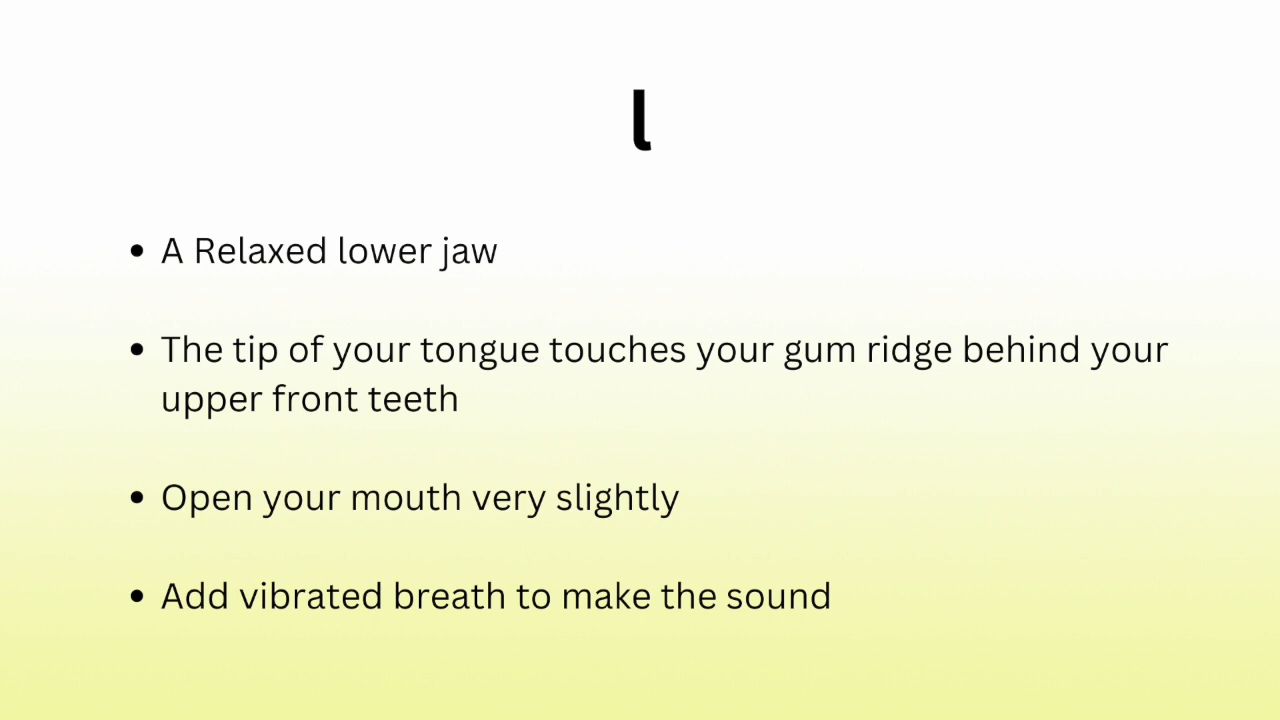 l
• A Relaxed lower jaw
• The tip of your tongue touches your gum ridge behind your
upper front teeth
• Open your mouth very slightly
• Add vibrated breath to make the sound